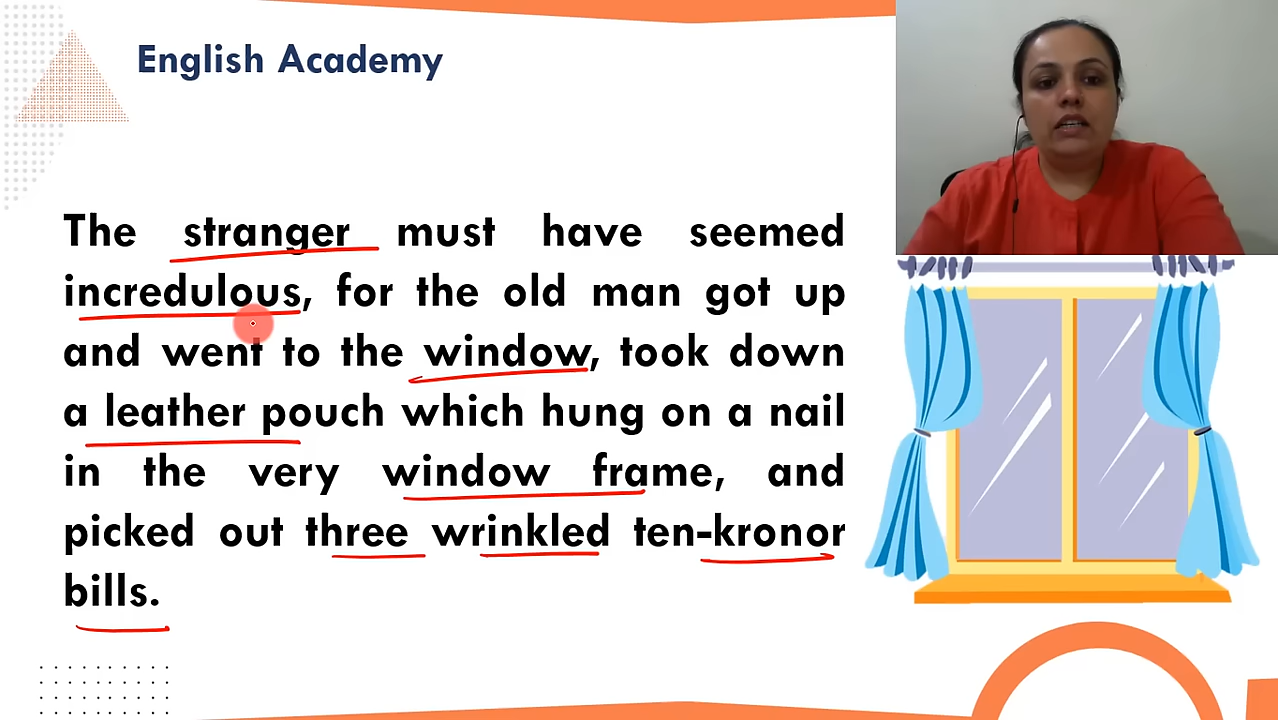 English Academy
The stranger must have seemed
incredulous, for the old man got up
and went to the window, took down
a leather pouch which hung on a nail
in the very window frame, and
picked out three wrinkled ten-kronor
bills.